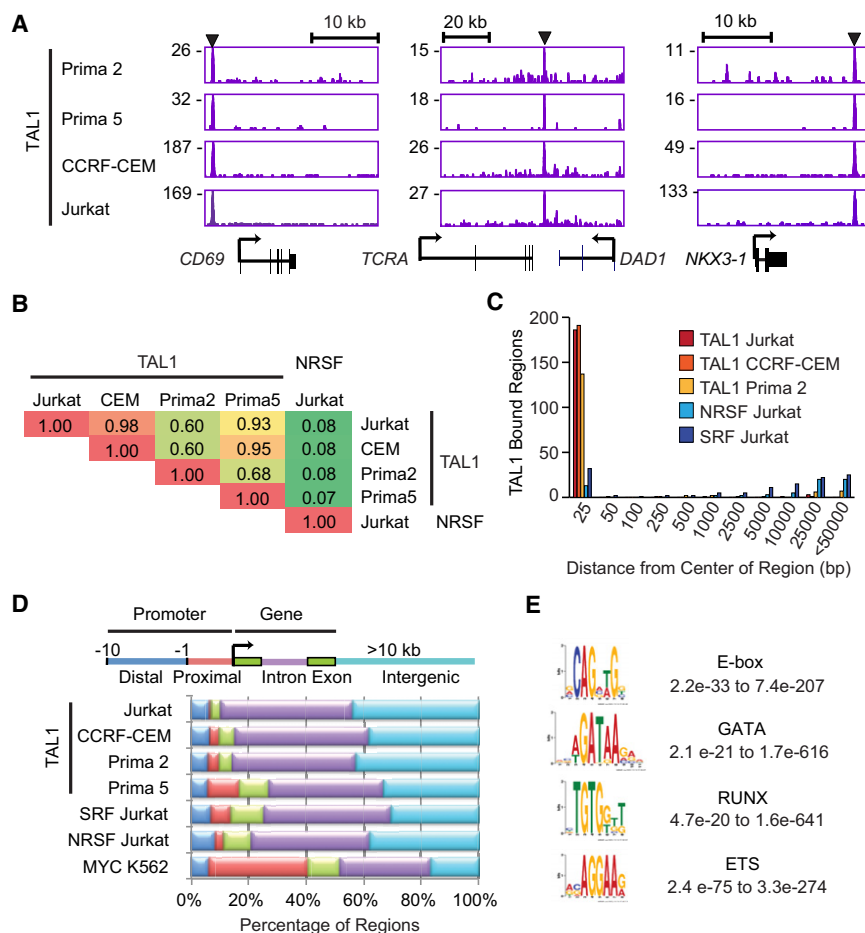 A
10 kb
20 kb
10 kb
TAL1
Prima 2
26
15
11
Prima 5
32
18
16
CCRF-CEM
187
26
49
Jurkat
169
27
133
CD69
TCRA
DAD1
NKX3-1
B
TAL1
NRSF
Jurkat CEM Prima2 Prima5 Jurkat
1.00 0.98 0.60 0.93 0.08 Jurkat
1.00 0.60 0.95 0.08 CEM
1.00 0.68 0.08 Prima2
1.00 0.07 Prima5
1.00 Jurkat NRSF
TAL1
C
TAL1 Bound Regions
200
150
100
50
0
TAL1 Jurkat
TAL1 CCRF-CEM
TAL1 Prima 2
NRSF Jurkat
SRF Jurkat
25 50 100 250 500 1000 2500 5000 10000 25000 <50000
Distance from Center of Region (bp)
D
Promoter
Gene
-10
-1
>10 kb
Distal Proximal Intron Exon Intergenic
TAL1
Jurkat
CCRF-CEM
Prima 2
Prima 5
SRF Jurkat
NRSF Jurkat
MYC K562
0% 20% 40% 60% 80% 100%
Percentage of Regions
E
E-box
2.2e-33 to 7.4e-207
GATA
2.1 e-21 to 1.7e-616
RUNX
4.7e-20 to 1.6e-641
ETS
2.4 e-75 to 3.3e-274